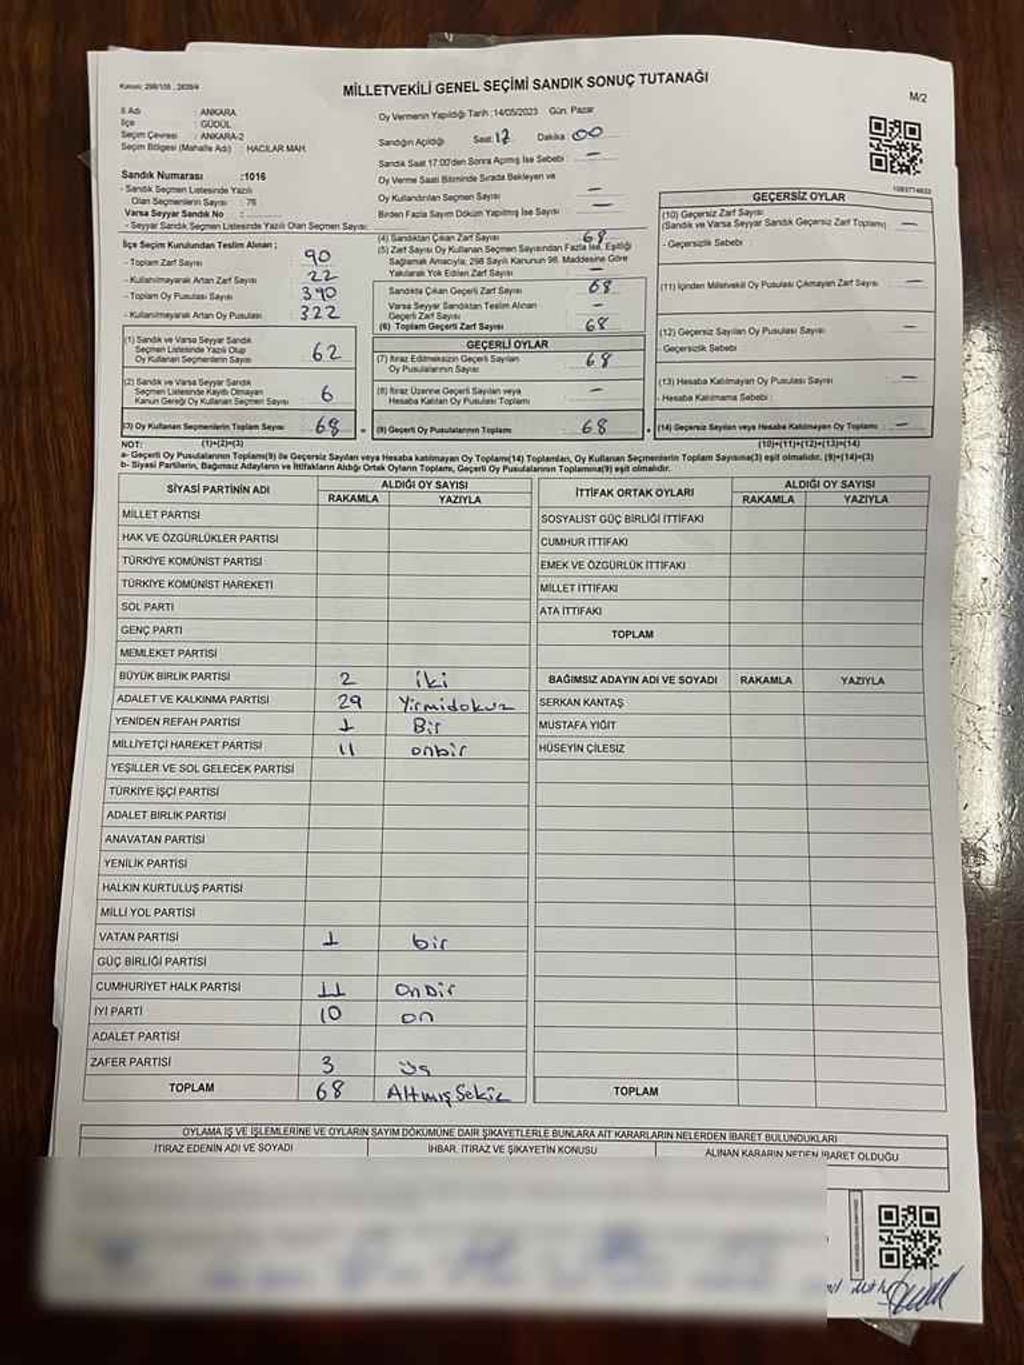 MİLLETVEKİLİ GENEL SEÇİMİ SANDIK SONUÇ TUTANAĞI
M/2
İl Adı : ANKARA
İlçe : GÜDÜL
Seçim Çevresi : ANKARA-2
Seçim Bölgesi (Mahalle Adı) : HACILAR MAH.
Sandık Numarası :1016
- Sandık Seçmen Listesinde Yazılı
Olan Seçmenlerin Sayısı : 76
Varsa Seyyar Sandık No :
- Seyyar Sandık Seçmen Listesinde Yazılı Olan Seçmen Sayısı:
Oy Vermenin Yapıldığı Tarih :14/05/2023 Gün: Pazar
Sandığın Açıldığı Saat: 17 Dakika : 00
Sandık Saat 17:00'den Sonra Açılmış İse Sebebi : —
Oy Verme Saati Bitiminde Sırada Bekleyen ve
Oy Kullandırılan Seçmen Sayısı : —
Birden Fazla Sayım Döküm Yapılmış İse Sayısı : —
İlçe Seçim Kurulundan Teslim Alınan ;
- Toplam Zarf Sayısı : 90
- Kullanılmayarak Artan Zarf Sayısı : 22
- Toplam Oy Pusulası Sayısı : 390
- Kullanılmayarak Artan Oy Pusulası : 322
(1) Sandık ve Varsa Seyyar Sandık
Seçmen Listesinde Yazılı Olup
Oy Kullanan Seçmenlerin Sayısı : 62
(2) Sandık ve Varsa Seyyar Sandık
Seçmen Listesinde Kayıtlı Olmayan
Kanun Gereği Oy Kullanan Seçmen Sayısı : 6
(3) Oy Kullanan Seçmenlerin Toplam Sayısı : 68
(4) Sandıktan Çıkan Zarf Sayısı : 68
(5) Zarf Sayısı Oy Kullanan Seçmen Sayısından Fazla İse, Eşitliği
Sağlamak Amacıyla; 298 Sayılı Kanunun 98. Maddesine Göre
Yakılarak Yok Edilen Zarf Sayısı : —
Sandıkta Çıkan Geçerli Zarf Sayısı : 68
Varsa Seyyar Sandıktan Teslim Alınan
Geçerli Zarf Sayısı : —
(6) Toplam Geçerli Zarf Sayısı : 68
GEÇERLİ OYLAR
(7) İtiraz Edilmeksizin Geçerli Sayılan
Oy Pusulalarının Sayısı : 68
(8) İtiraz Üzerine Geçerli Sayılan veya
Hesaba Katılan Oy Pusulası Toplamı : —
(9) Geçerli Oy Pusulalarının Toplamı : 68
GEÇERSİZ OYLAR
(10) Geçersiz Zarf Sayısı
(Sandık ve Varsa Seyyar Sandık Geçersiz Zarf Toplamı) : —
- Geçersizlik Sebebi :
(11) İçinden Milletvekili Oy Pusulası Çıkmayan Zarf Sayısı : —
(12) Geçersiz Sayılan Oy Pusulası Sayısı : —
- Geçersizlik Sebebi :
(13) Hesaba Katılmayan Oy Pusulası Sayısı : —
- Hesaba Katılmama Sebebi :
(14) Geçersiz Sayılan veya Hesaba Katılmayan Oy Toplamı : —
NOT: (1)+(2)=(3) (10)+(11)+(12)+(13)=(14)
a- Geçerli Oy Pusulalarının Toplamı(9) ile Geçersiz Sayılan veya Hesaba katılmayan Oy Toplamı(14) Toplamları, Oy Kullanan Seçmenlerin Toplam Sayısına(3) eşit olmalıdır. (9)+(14)=(3)
b- Siyasi Partilerin, Bağımsız Adayların ve İttifakların Aldığı Ortak Oyların Toplamı, Geçerli Oy Pusulalarının Toplamına(9) eşit olmalıdır.
SİYASİ PARTİNİN ADI ALDIĞI OY SAYISI
RAKAMLA YAZIYLA
MİLLET PARTİSİ
HAK VE ÖZGÜRLÜKLER PARTİSİ
TÜRKİYE KOMÜNİST PARTİSİ
TÜRKİYE KOMÜNİST HAREKETİ
SOL PARTİ
GENÇ PARTİ
MEMLEKET PARTİSİ
BÜYÜK BİRLİK PARTİSİ 2 iki
ADALET VE KALKINMA PARTİSİ 29 Yirmidokuz
YENİDEN REFAH PARTİSİ 1 Bir
MİLLİYETÇİ HAREKET PARTİSİ 11 onbir
YEŞİLLER VE SOL GELECEK PARTİSİ
TÜRKİYE İŞÇİ PARTİSİ
ADALET BİRLİK PARTİSİ
ANAVATAN PARTİSİ
YENİLİK PARTİSİ
HALKIN KURTULUŞ PARTİSİ
MİLLİ YOL PARTİSİ
VATAN PARTİSİ 1 bir
GÜÇ BİRLİĞİ PARTİSİ
CUMHURİYET HALK PARTİSİ 11 Onbir
İYİ PARTİ 10 on
ADALET PARTİSİ
ZAFER PARTİSİ 3 üç
TOPLAM 68 Altmış Sekiz
İTTİFAK ORTAK OYLARI ALDIĞI OY SAYISI
RAKAMLA YAZIYLA
SOSYALİST GÜÇ BİRLİĞİ İTTİFAKI
CUMHUR İTTİFAKI
EMEK VE ÖZGÜRLÜK İTTİFAKI
MİLLET İTTİFAKI
ATA İTTİFAKI
TOPLAM
BAĞIMSIZ ADAYIN ADI VE SOYADI RAKAMLA YAZIYLA
SERKAN KANTAŞ
MUSTAFA YİĞİT
HÜSEYİN ÇİLESİZ
TOPLAM
OYLAMA İŞ VE İŞLEMLERİNE VE OYLARIN SAYIM DÖKÜMÜNE DAİR ŞİKAYETLERLE BUNLARA AİT KARARLARIN NELERDEN İBARET BULUNDUKLARI
İTİRAZ EDENİN ADI VE SOYADI İHBAR, İTİRAZ VE ŞİKAYETİN KONUSU ALINAN KARARIN NEDEN İBARET OLDUĞU